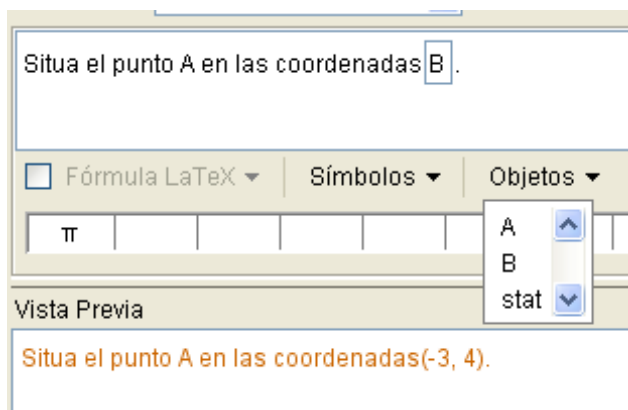 Situa el punto A en las coordenadas B .
Fórmula LaTeX Símbolos Objetos
π
A
B
stat
Vista Previa
Situa el punto A en las coordenadas(-3, 4).